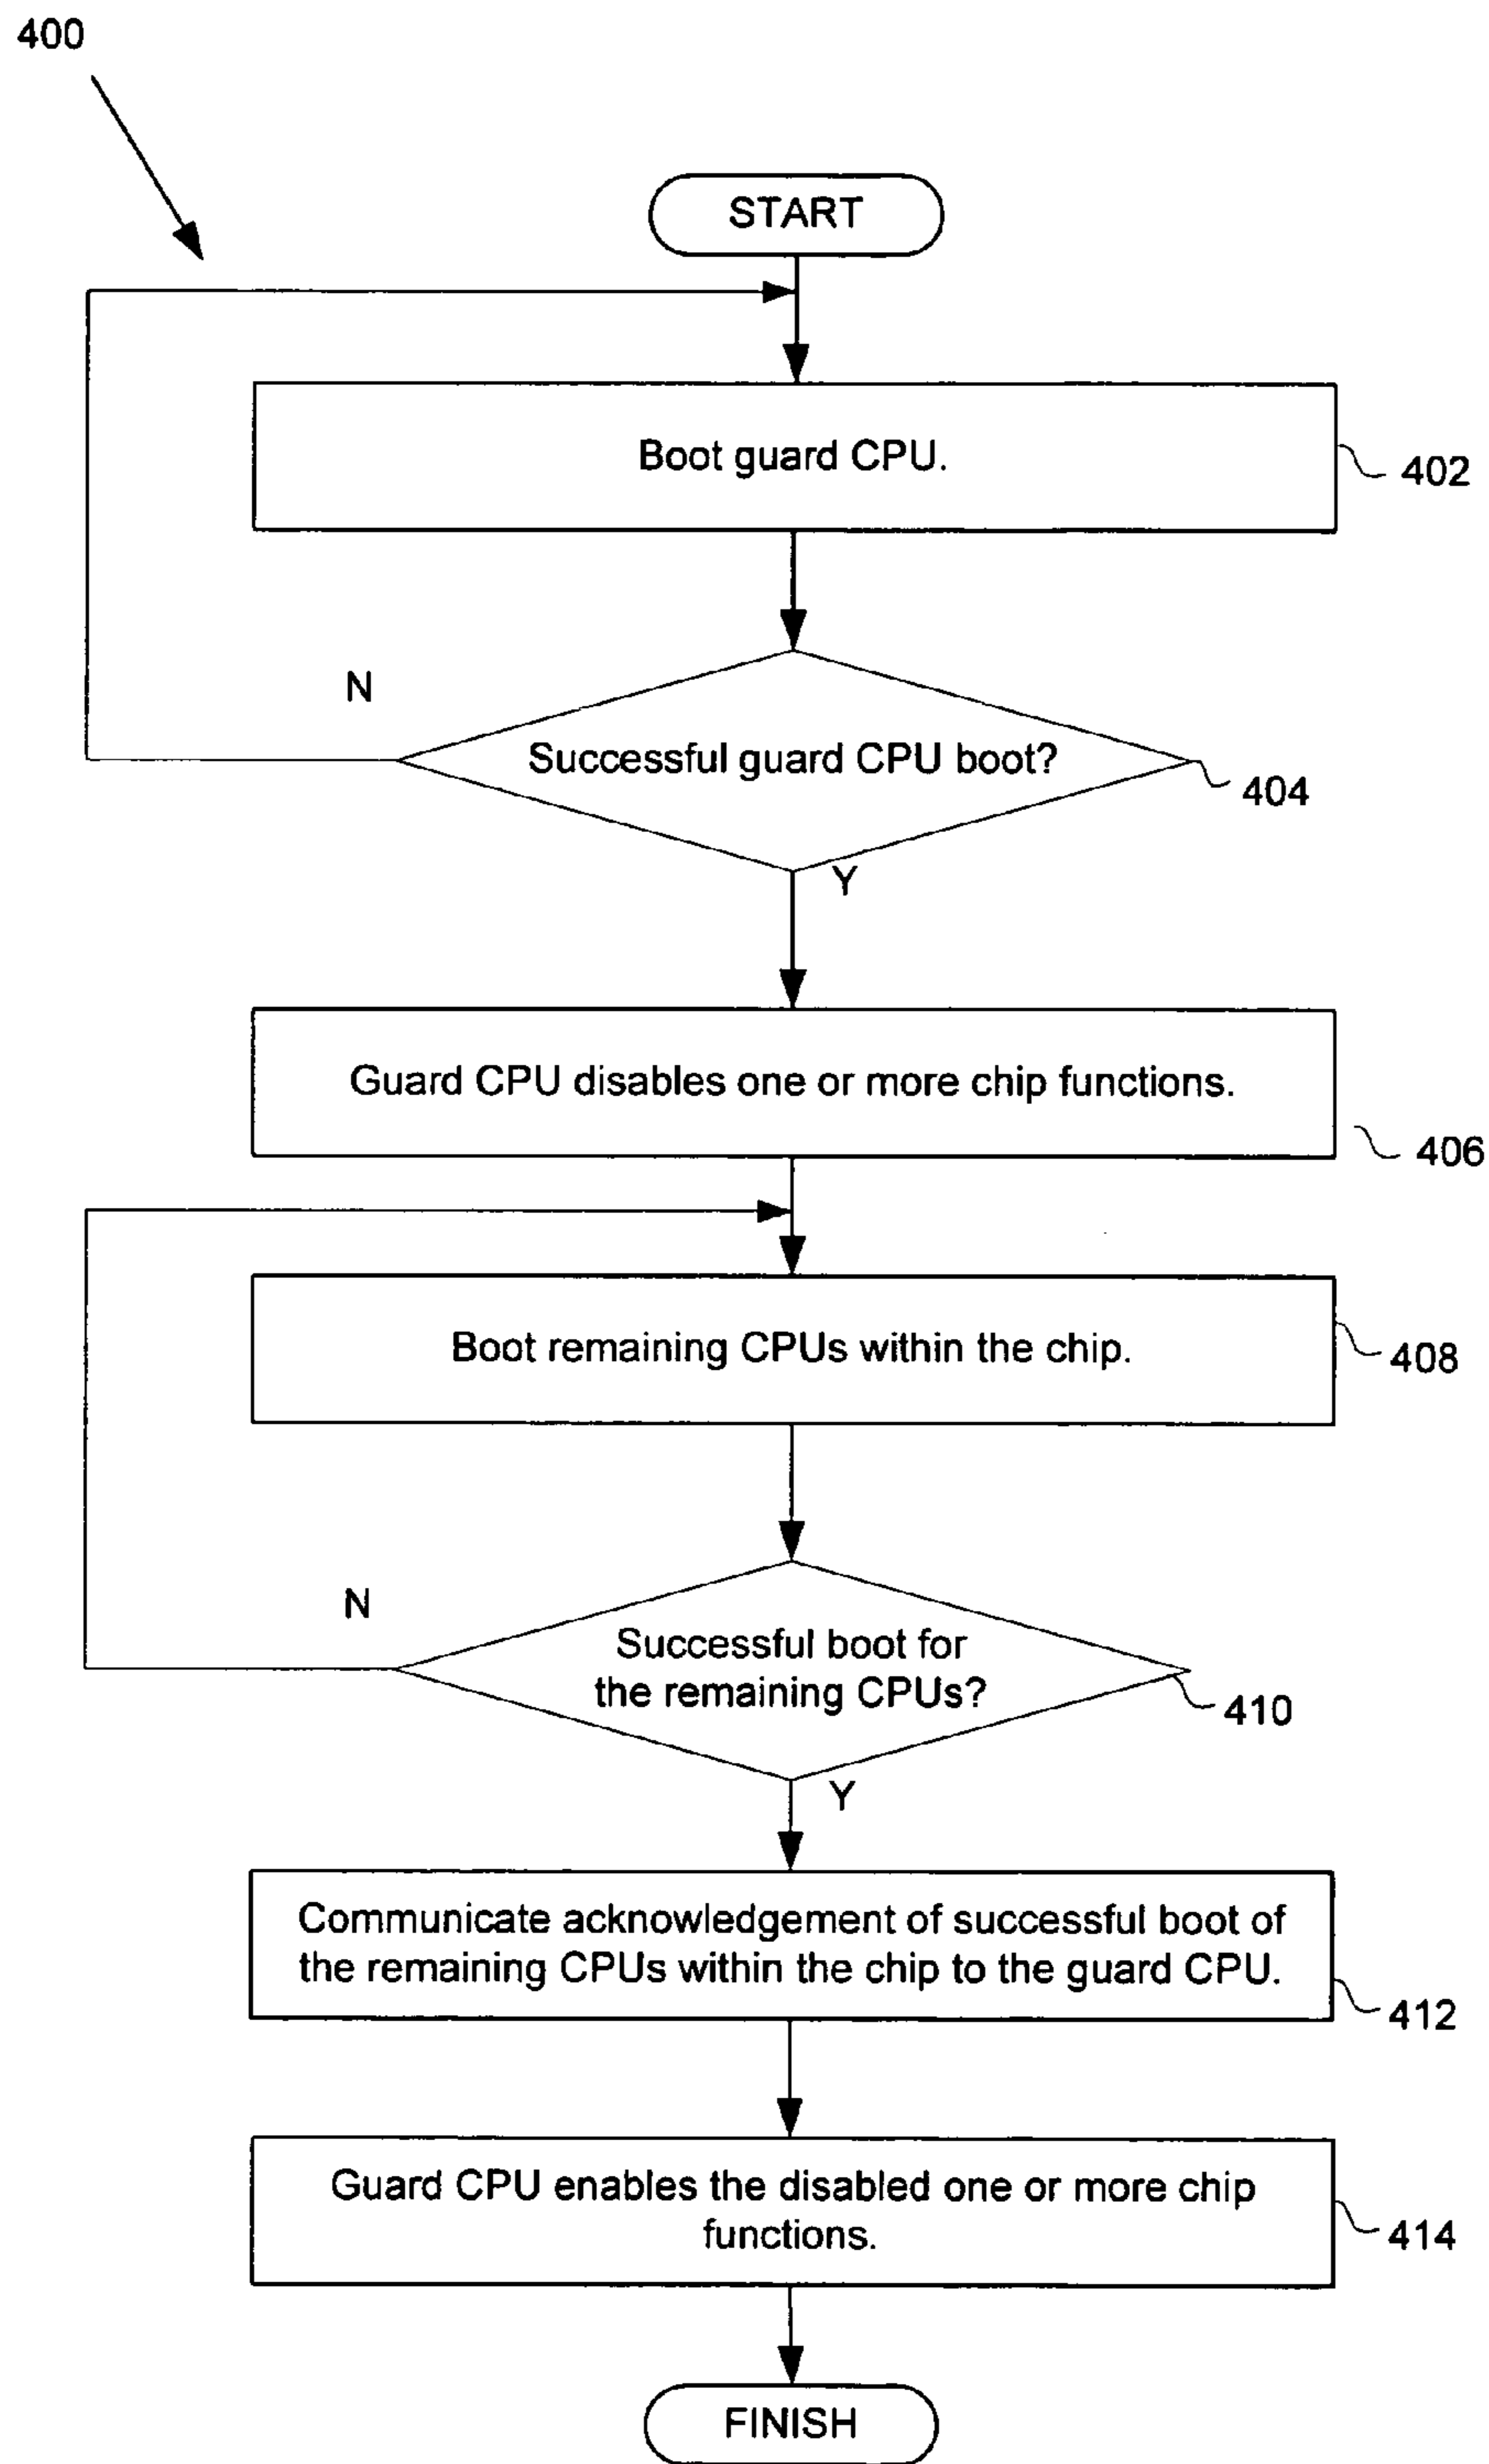 400
START
Boot guard CPU.
402
N
Successful guard CPU boot?
404
Y
Guard CPU disables one or more chip functions.
406
Boot remaining CPUs within the chip.
408
N
Successful boot for
the remaining CPUs?
410
Y
Communicate acknowledgement of successful boot of
the remaining CPUs within the chip to the guard CPU.
412
Guard CPU enables the disabled one or more chip
functions.
414
FINISH